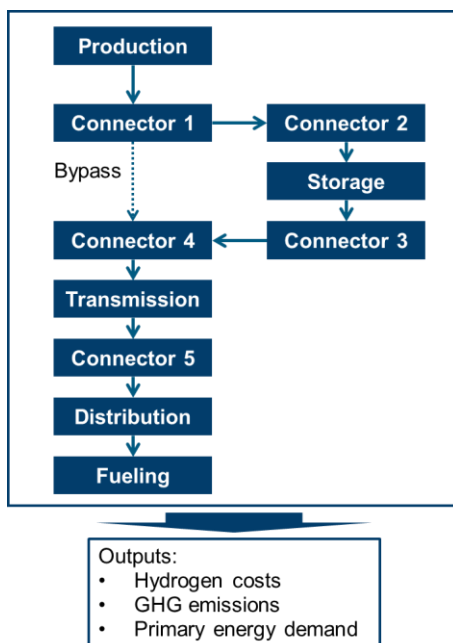 Production
Connector 1
Connector 2
Bypass
Storage
Connector 4
Connector 3
Transmission
Connector 5
Distribution
Fueling
Outputs:
• Hydrogen costs
• GHG emissions
• Primary energy demand